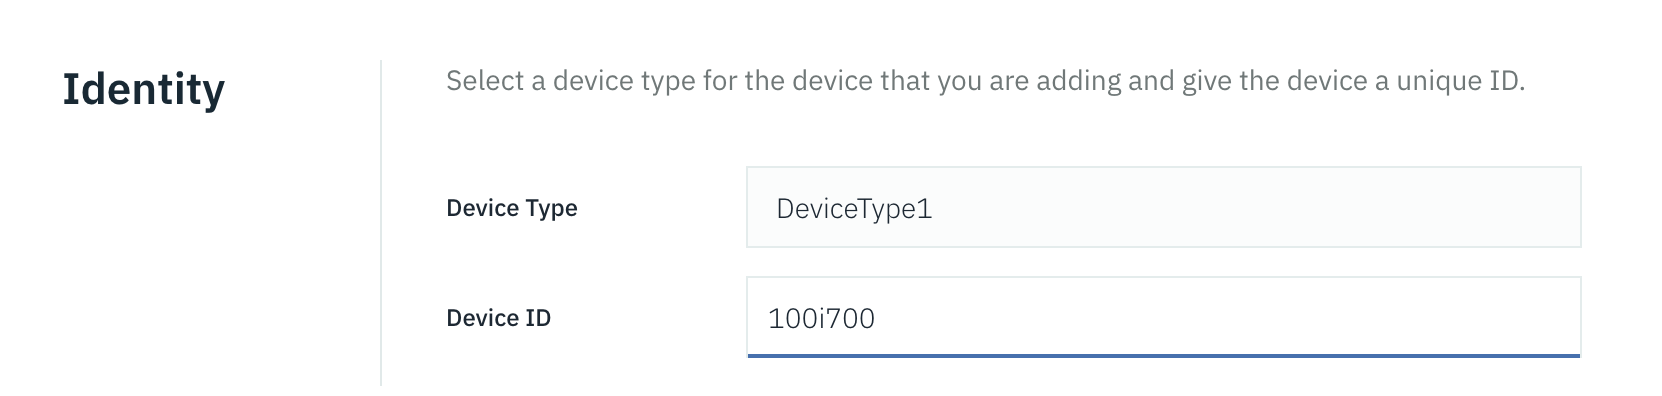 Identity
Select a device type for the device that you are adding and give the device a unique ID.
Device Type
DeviceType1
Device ID
100i700